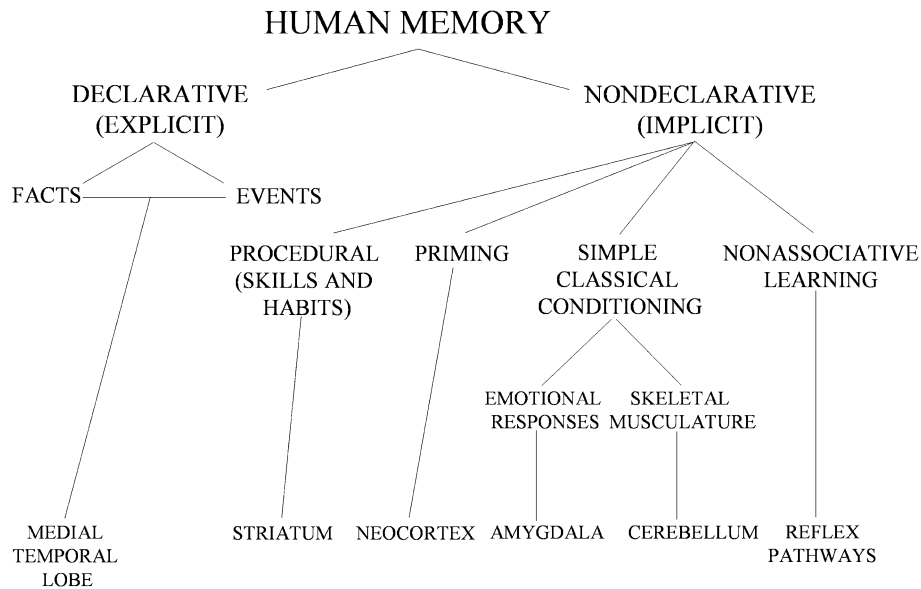 HUMAN MEMORY
DECLARATIVE
(EXPLICIT)
NONDECLARATIVE
(IMPLICIT)
FACTS
EVENTS
PROCEDURAL
(SKILLS AND
HABITS)
PRIMING
SIMPLE
CLASSICAL
CONDITIONING
NONASSOCIATIVE
LEARNING
EMOTIONAL
RESPONSES
SKELETAL
MUSCULATURE
MEDIAL
TEMPORAL
LOBE
STRIATUM
NEOCORTEX
AMYGDALA
CEREBELLUM
REFLEX
PATHWAYS